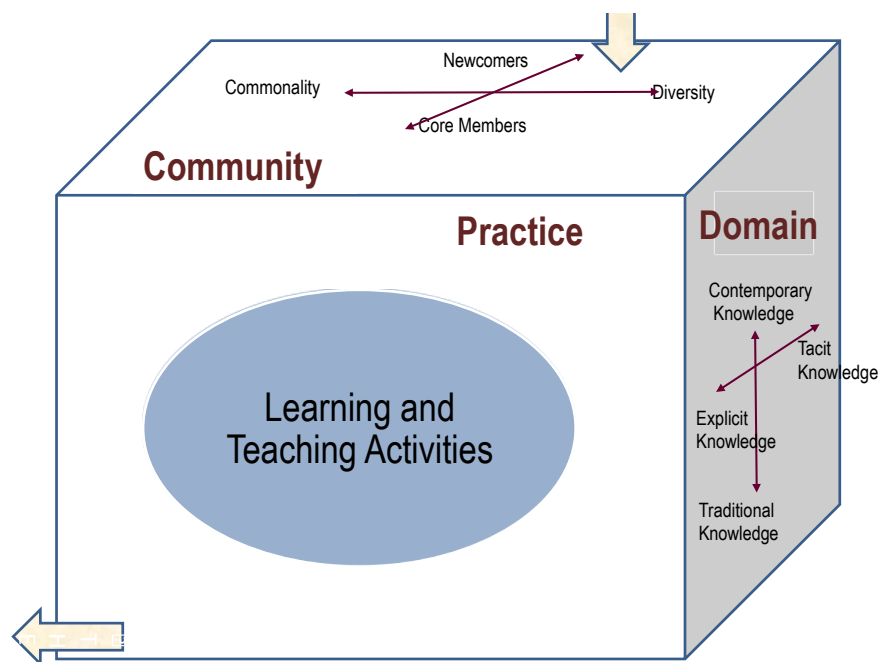 Newcomers
Commonality
Diversity
Core Members
Community
Practice
Domain
Contemporary
Knowledge
Tacit
Knowledge
Explicit
Knowledge
Learning and
Teaching Activities
Traditional
Knowledge